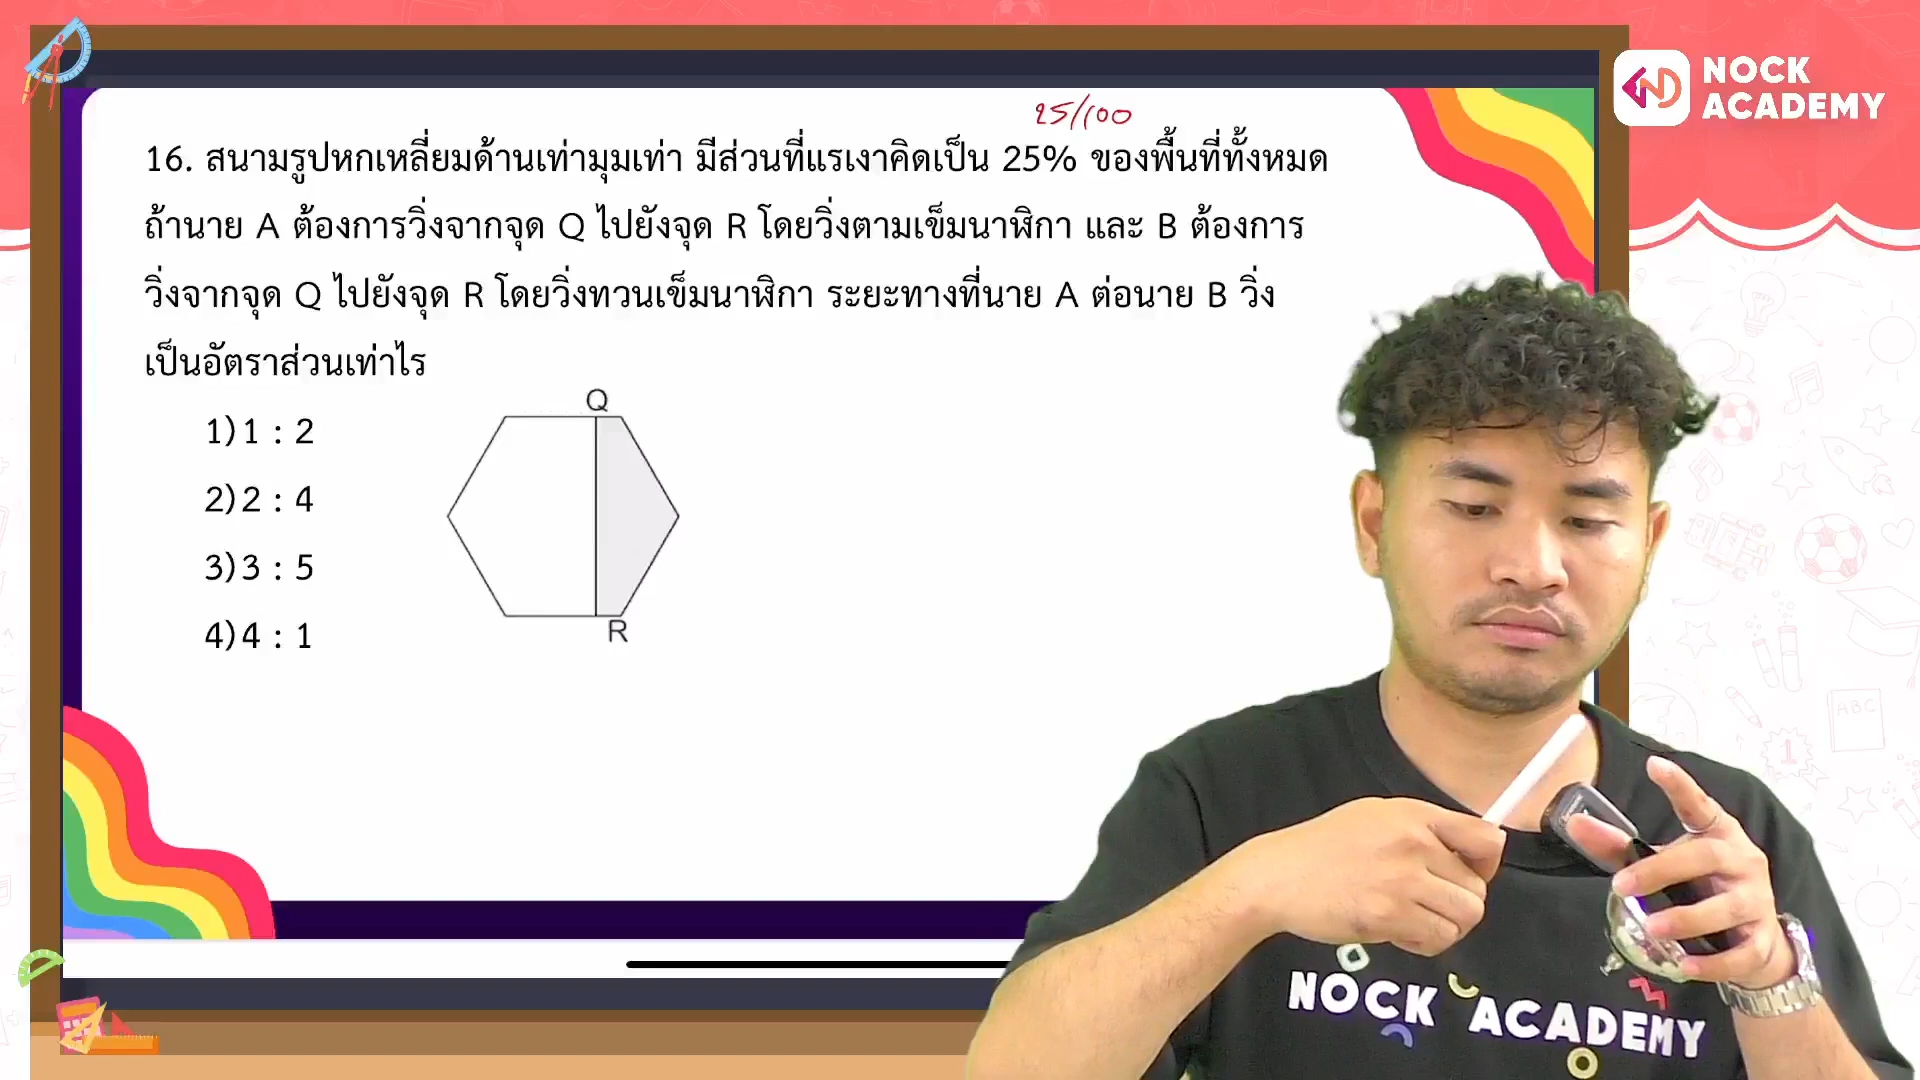 NOCK
ACADEMY
25/100
16. สนามรูปหกเหลี่ยมด้านเท่ามุมเท่า มีส่วนที่แรเงาคิดเป็น 25% ของพื้นที่ทั้งหมด
ถ้านาย A ต้องการวิ่งจากจุด Q ไปยังจุด R โดยวิ่งตามเข็มนาฬิกา และ B ต้องการ
วิ่งจากจุด Q ไปยังจุด R โดยวิ่งทวนเข็มนาฬิกา ระยะทางที่นาย A ต่อนาย B วิ่ง
เป็นอัตราส่วนเท่าไร
1) 1 : 2
2) 2 : 4
3) 3 : 5
4) 4 : 1
Q
R
ABC
1
NOCK ACADEMY